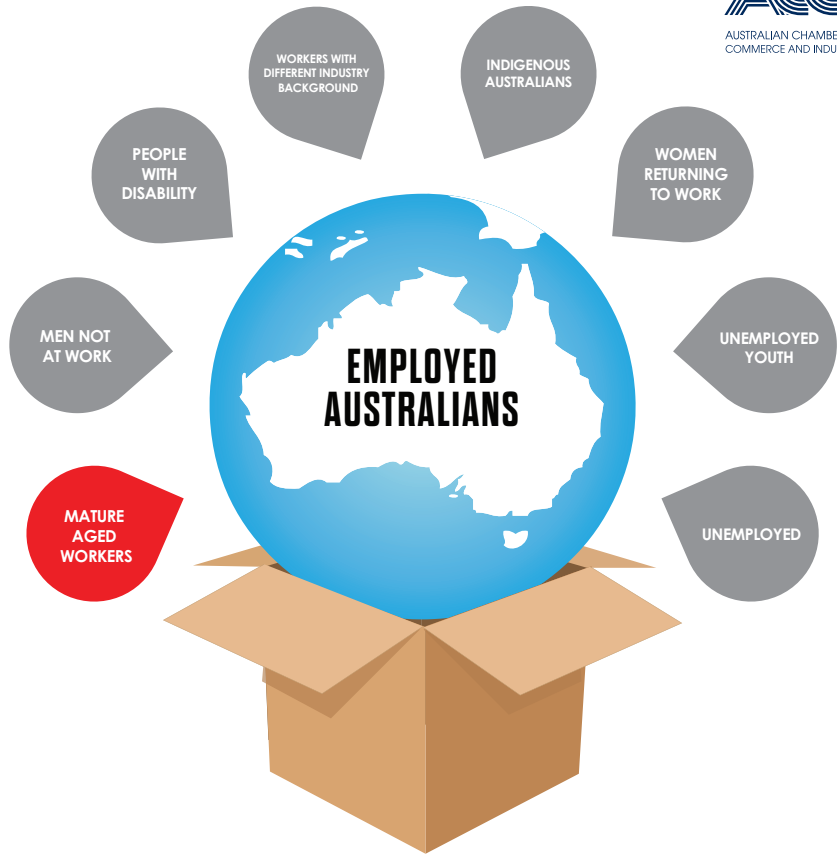 AUSTRALIAN CHAMBE
COMMERCE AND INDU
WORKERS WITH
DIFFERENT INDUSTRY
BACKGROUND
INDIGENOUS
AUSTRALIANS
PEOPLE
WITH
DISABILITY
WOMEN
RETURNING
TO WORK
MEN NOT
AT WORK
EMPLOYED
AUSTRALIANS
UNEMPLOYED
YOUTH
MATURE
AGED
WORKERS
UNEMPLOYED